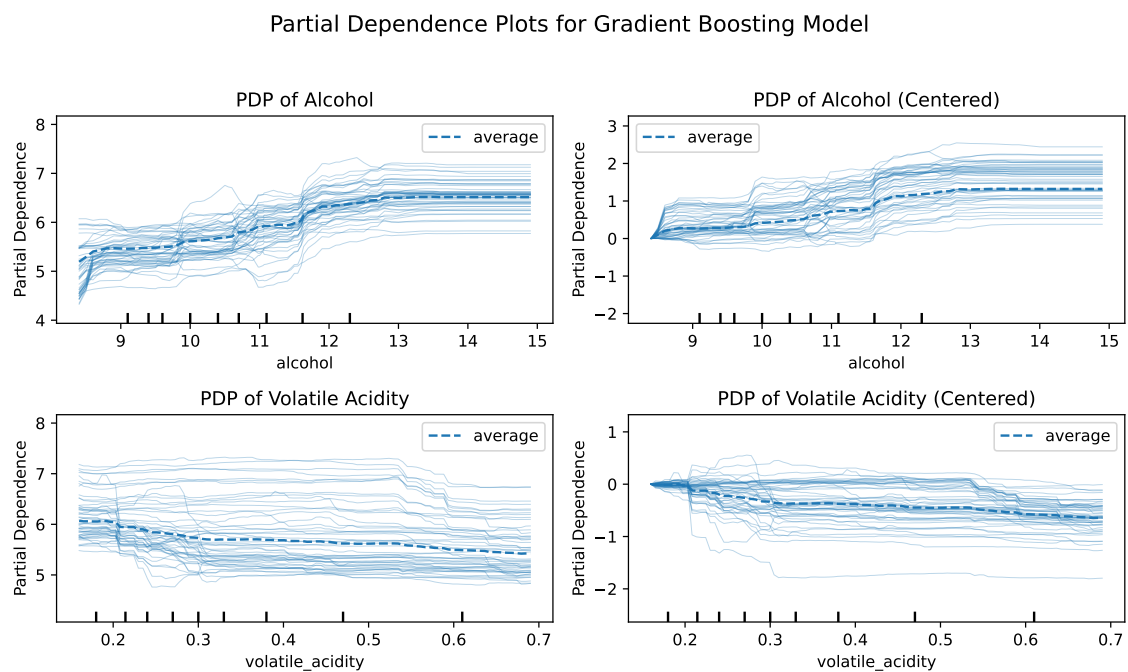 Partial Dependence Plots for Gradient Boosting Model
PDP of Alcohol
8
7
6
5
4
Partial Dependence
average
9 10 11 12 13 14 15
alcohol
PDP of Alcohol (Centered)
3
2
1
0
−1
−2
Partial Dependence
average
9 10 11 12 13 14 15
alcohol
PDP of Volatile Acidity
8
7
6
5
Partial Dependence
average
0.2 0.3 0.4 0.5 0.6 0.7
volatile_acidity
PDP of Volatile Acidity (Centered)
1
0
−1
−2
Partial Dependence
average
0.2 0.3 0.4 0.5 0.6 0.7
volatile_acidity